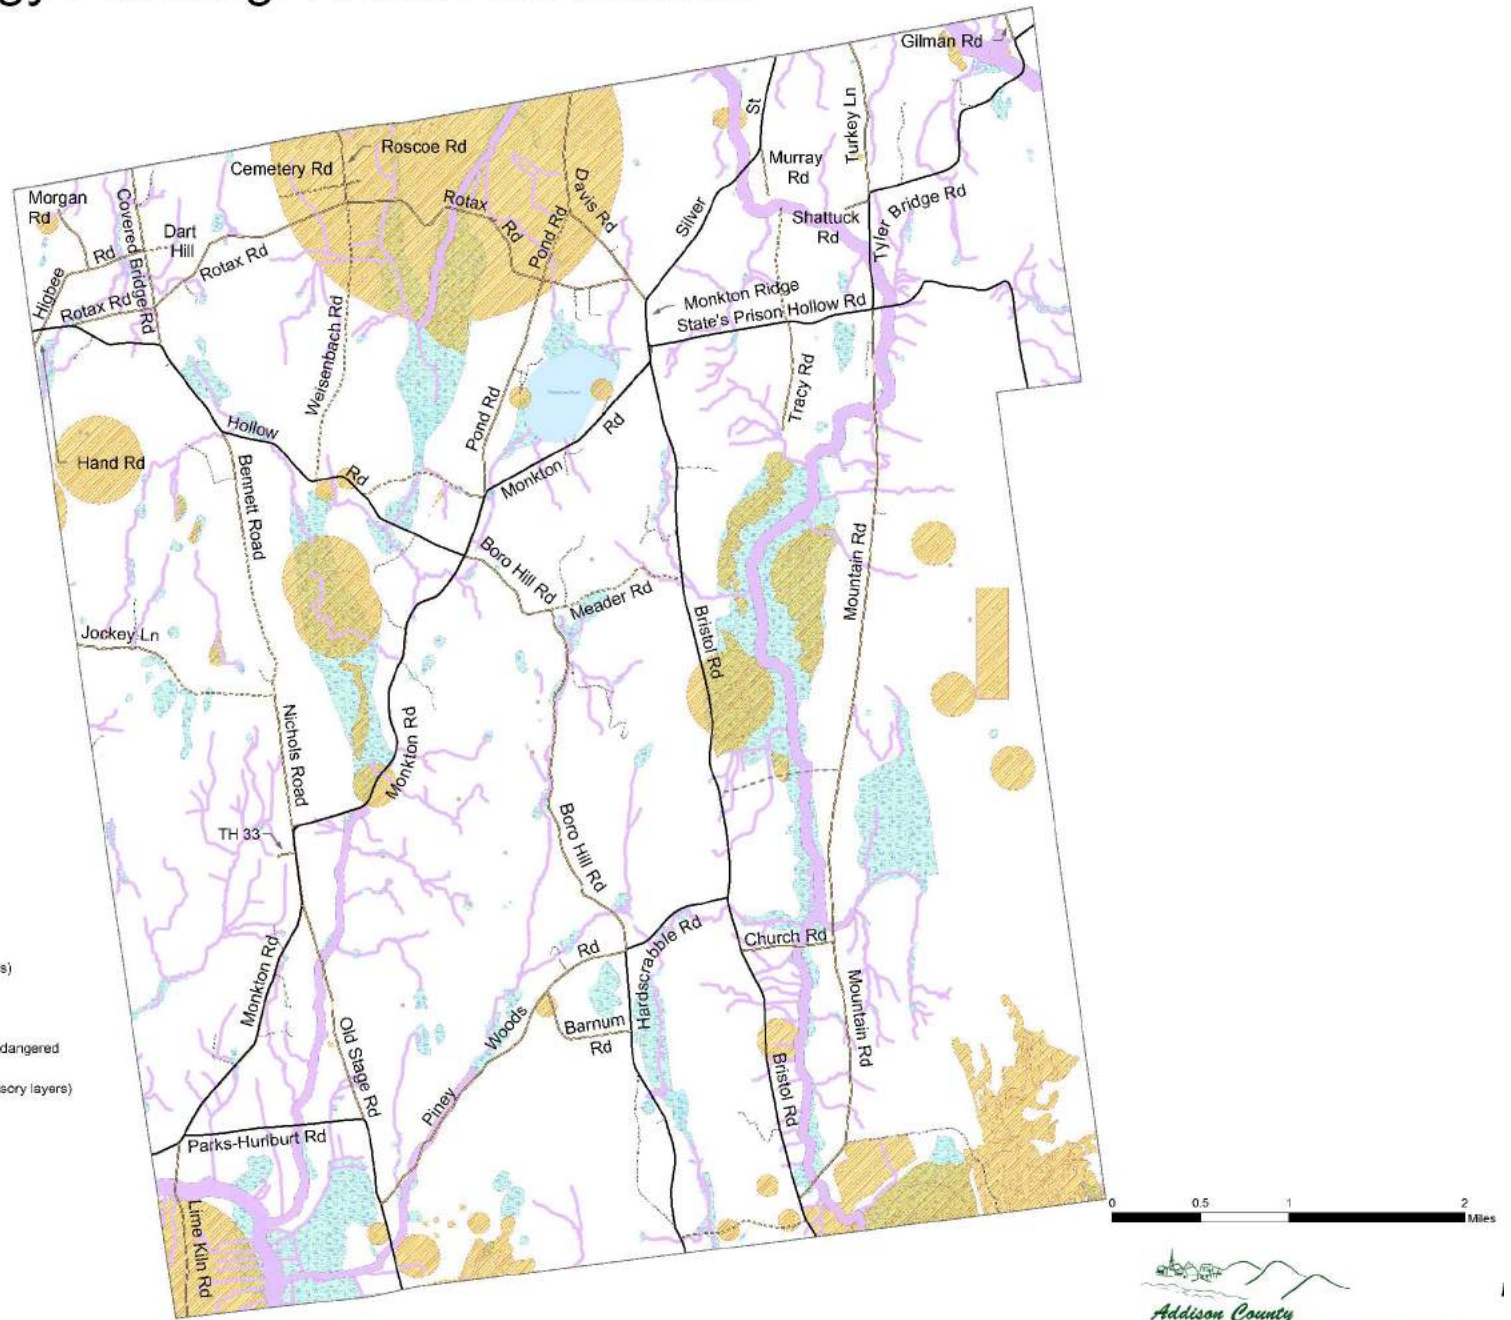 Gilman Rd
St
Turkey Ln
Roscoe Rd
Cemetery Rd
Murray
Rd
Morgan
Rd
Covered Bridge Rd
Dart
Hill
Rotax
Rd
Davis Rd
Pond Rd
Silver
Shattuck
Rd
Tyler
Bridge Rd
Higbee
Rd
Rotax Rd
Rotax Rd
Monkton Ridge
State's Prison Hollow Rd
Weisenbach Rd
Tracy Rd
Pond Rd
Hollow
Rd
Monkton
Rd
Hand Rd
Bennett Road
Boro Hill Rd
Meader Rd
Mountain Rd
Jockey Ln
Bristol Rd
Nichols Road
Monkton Rd
TH 33
Boro Hill Rd
Church Rd
Hardscrabble Rd
Rd
Monkton Rd
s)
Mountain Rd
Woods
Barnum
Rd
Old Stage Rd
dangered
Bristol Rd
sory layers)
Piney
Parks-Hurlburt Rd
Lime Kiln Rd
0 0.5 1 2
Miles
Addison County